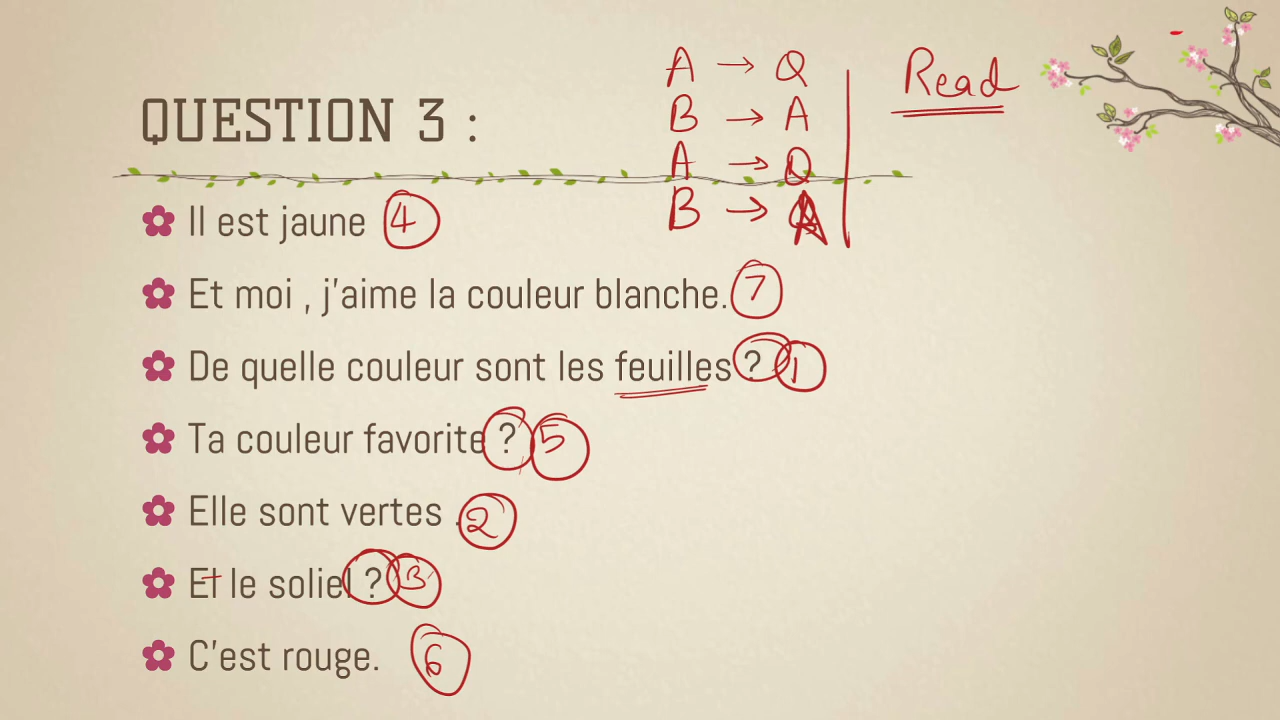 A → Q
B → A
A → Q
B → A
Read
QUESTION 3 :
Il est jaune 4
Et moi , j'aime la couleur blanche. 7
De quelle couleur sont les feuilles ? 1
Ta couleur favorite ? 5
Elle sont vertes . 2
Et le soliel ? 3
C'est rouge. 6